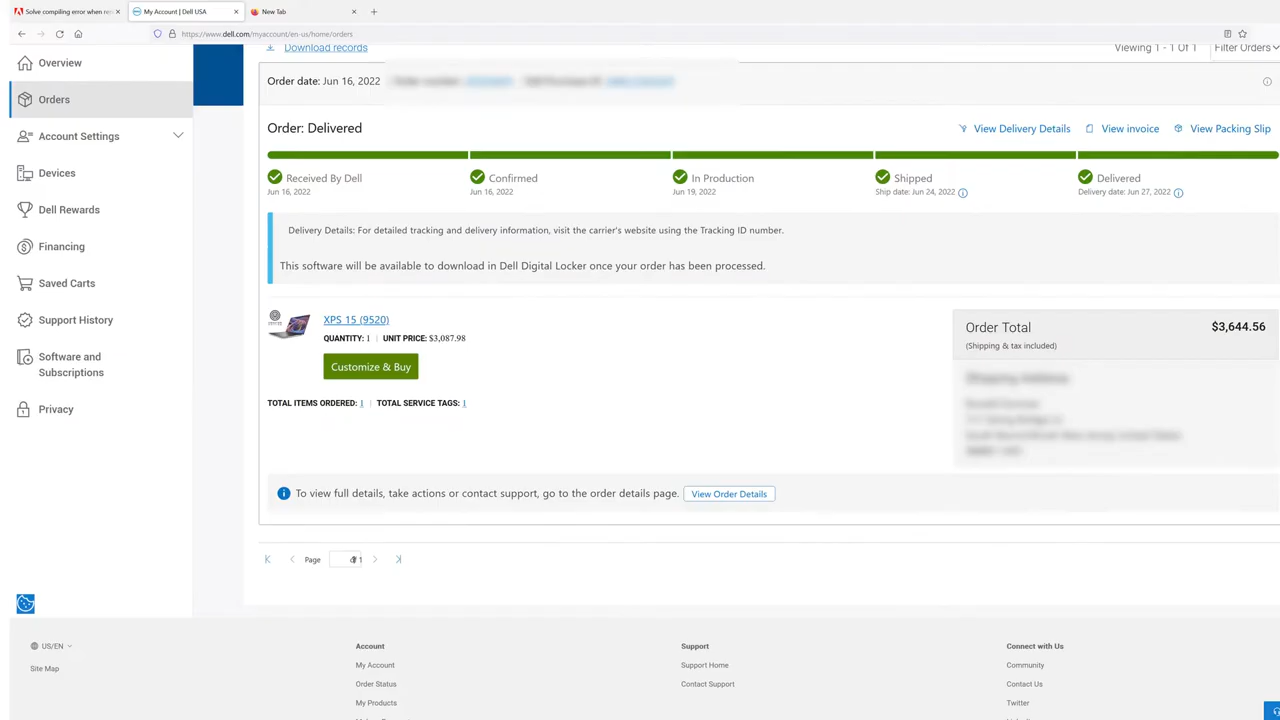 Solve compiling error when ren
My Account | Dell USA
New Tab
https://www.dell.com/myaccount/en-us/home/orders
Overview
Orders
Account Settings
Devices
Dell Rewards
Financing
Saved Carts
Support History
Software and
Subscriptions
Privacy
Download records
Viewing 1 - 1 Of 1
Filter Orders
Order date: Jun 16, 2022
Order: Delivered
View Delivery Details
View invoice
View Packing Slip
Received By Dell
Jun 16, 2022
Confirmed
Jun 16, 2022
In Production
Jun 19, 2022
Shipped
Ship date: Jun 24, 2022
Delivered
Delivery date: Jun 27, 2022
Delivery Details: For detailed tracking and delivery information, visit the carrier's website using the Tracking ID number.
This software will be available to download in Dell Digital Locker once your order has been processed.
XPS 15 (9520)
QUANTITY: 1 | UNIT PRICE: $3,087.98
Customize & Buy
TOTAL ITEMS ORDERED: 1 | TOTAL SERVICE TAGS: 1
Order Total
$3,644.56
(Shipping & tax included)
To view full details, take actions or contact support, go to the order details page.
View Order Details
Page
/ 1
US/EN
Site Map
Account
My Account
Order Status
My Products
Support
Support Home
Contact Support
Connect with Us
Community
Contact Us
Twitter